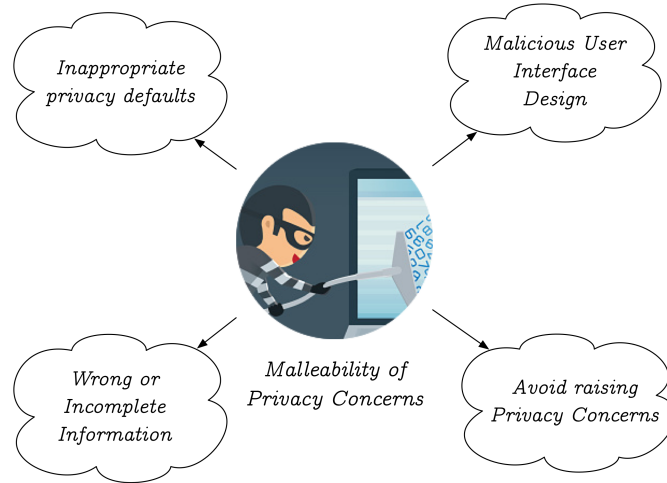 Inappropriate
privacy defaults
Malicious User
Interface
Design
Malleability of
Privacy Concerns
Wrong or
Incomplete
Information
Avoid raising
Privacy Concerns